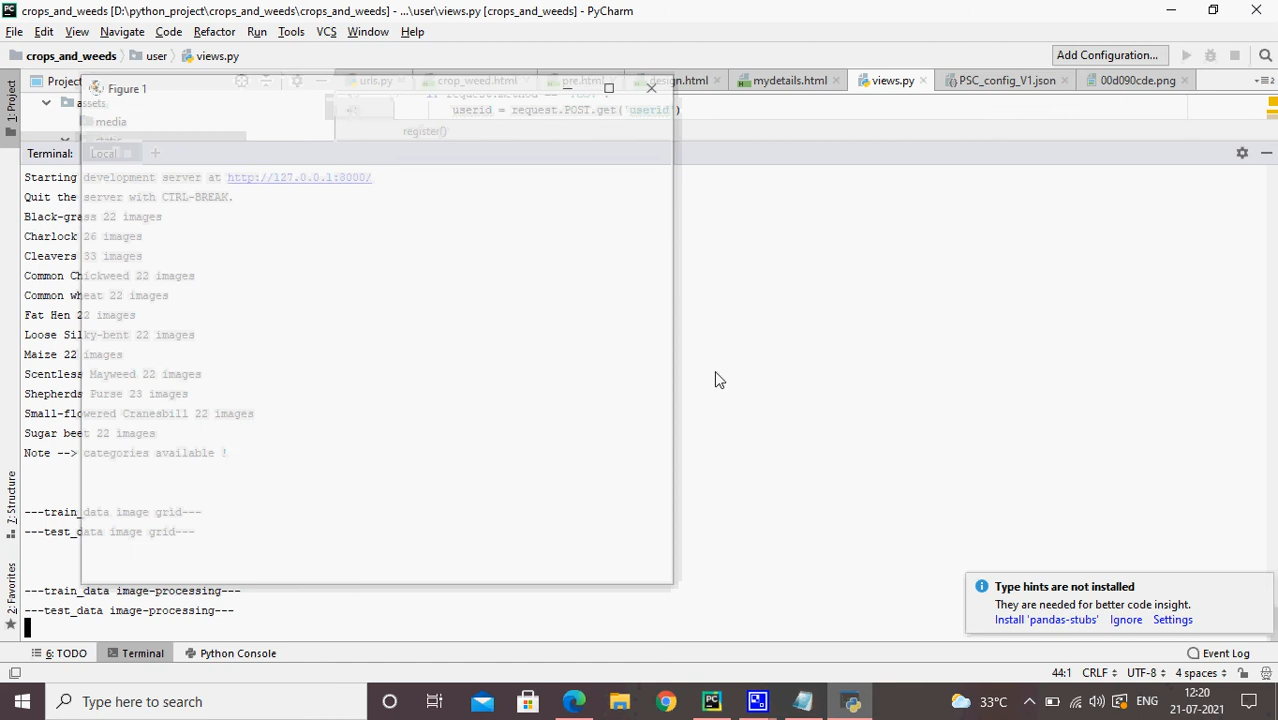 crops_and_weeds [D:\python_project\crops_and_weeds\crops_and_weeds] - ...\user\views.py [crops_and_weeds] - PyCharm
File Edit View Navigate Code Refactor Run Tools VCS Window Help
crops_and_weeds user views.py Add Configuration...
Project urls.py crop_weed.html pre.html design.html mydetails.html views.py PSC_config_V1.json 00d090cde.png
Figure 1
1: Project
assets
media
static
userid = request.POST.get('userid')
register()
Terminal: Local
Starting development server at http://127.0.0.1:8000/
Quit the server with CTRL-BREAK.
Black-grass 22 images
Charlock 26 images
Cleavers 33 images
Common Chickweed 22 images
Common wheat 22 images
Fat Hen 22 images
Loose Silky-bent 22 images
Maize 22 images
Scentless Mayweed 22 images
Shepherds Purse 23 images
Small-flowered Cranesbill 22 images
Sugar beet 22 images
Note --> categories available !
---train_data image grid---
---test_data image grid---
---train_data image-processing---
---test_data image-processing---
7: Structure
2: Favorites
Type hints are not installed
They are needed for better code insight.
Install 'pandas-stubs' Ignore Settings
6: TODO Terminal Python Console Event Log
44:1 CRLF UTF-8 4 spaces
Type here to search
33°C ENG 12:20
21-07-2021